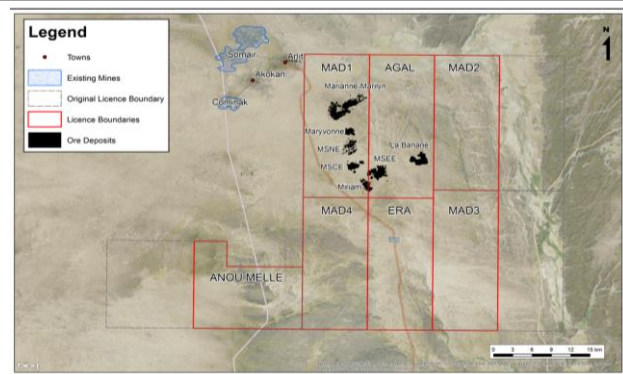 Legend
Towns
Existing Mines
Original Licence Boundary
Licence Boundaries
Ore Deposits
N
Somair
Arlit
Akokan
Cominak
MAD1
AGAL
MAD2
Marianne-Marilyn
Maryvonne
MSNE
MSCE
La Banane
MSEE
Miriam
MAD4
ERA
MAD3
ANOU MELLE
0 3 6 9 12 15 km